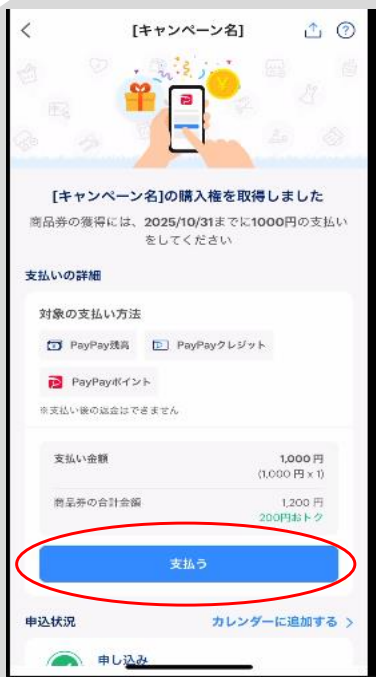 [キャンペーン名]
[キャンペーン名]の購入権を取得しました
商品券の獲得には、2025/10/31までに1000円の支払い
をしてください
支払いの詳細
対象の支払い方法
PayPay残高
PayPayクレジット
PayPayポイント
※支払い後の返金はできません
支払い金額
1,000 円
(1,000 円 x 1)
商品券の合計金額
1,200 円
200円おトク
支払う
申込状況
カレンダーに追加する
申し込み